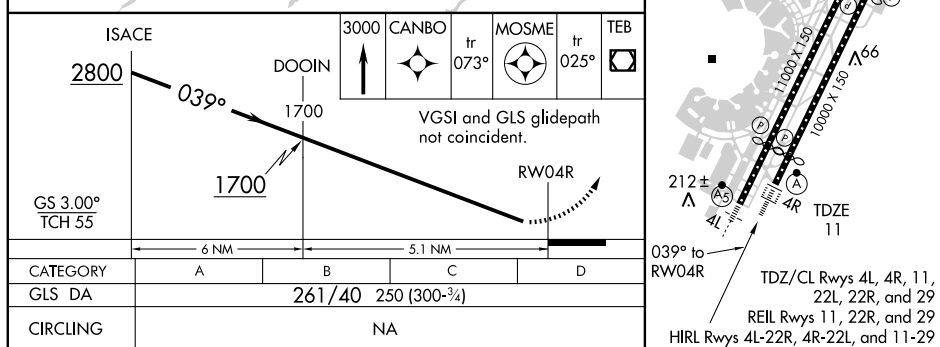 ISACE
2800
039°
DOOIN
1700
1700
3000
CANBO
tr
073°
MOSME
tr
025°
TEB
VGSI and GLS glidepath
not coincident.
RW04R
GS 3.00°
TCH 55
6 NM
5.1 NM
CATEGORY A B C D
GLS DA 261/40 250 (300-¾)
CIRCLING NA
11000 X 150
10000 X 150
66
P
P
212±
A5
A
4L
4R
TDZE
11
039° to
RW04R
TDZ/CL Rwys 4L, 4R, 11,
22L, 22R, and 29
REIL Rwys 11, 22R, and 29
HIRL Rwys 4L-22R, 4R-22L, and 11-29